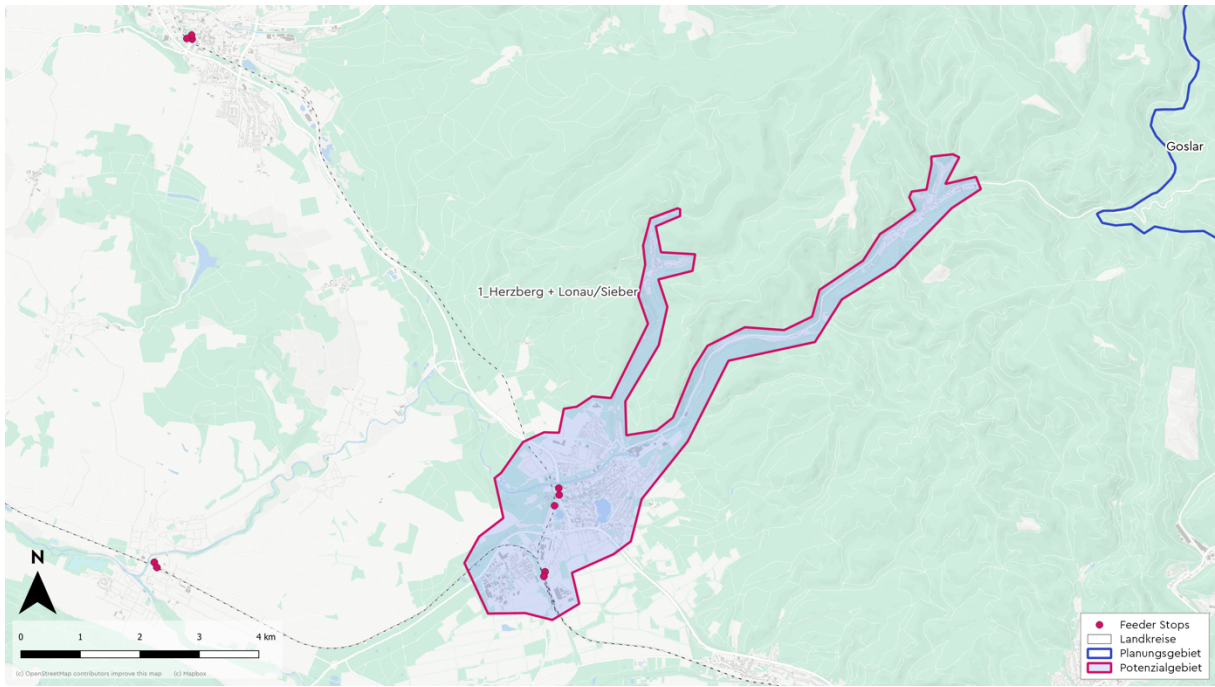 Goslar
1_Herzberg + Lonau/Sieber
N
0 1 2 3 4 km
(c) OpenStreetMap contributors improve this map (c) Mapbox
Feeder Stops
Landkreise
Planungsgebiet
Potenzialgebiet